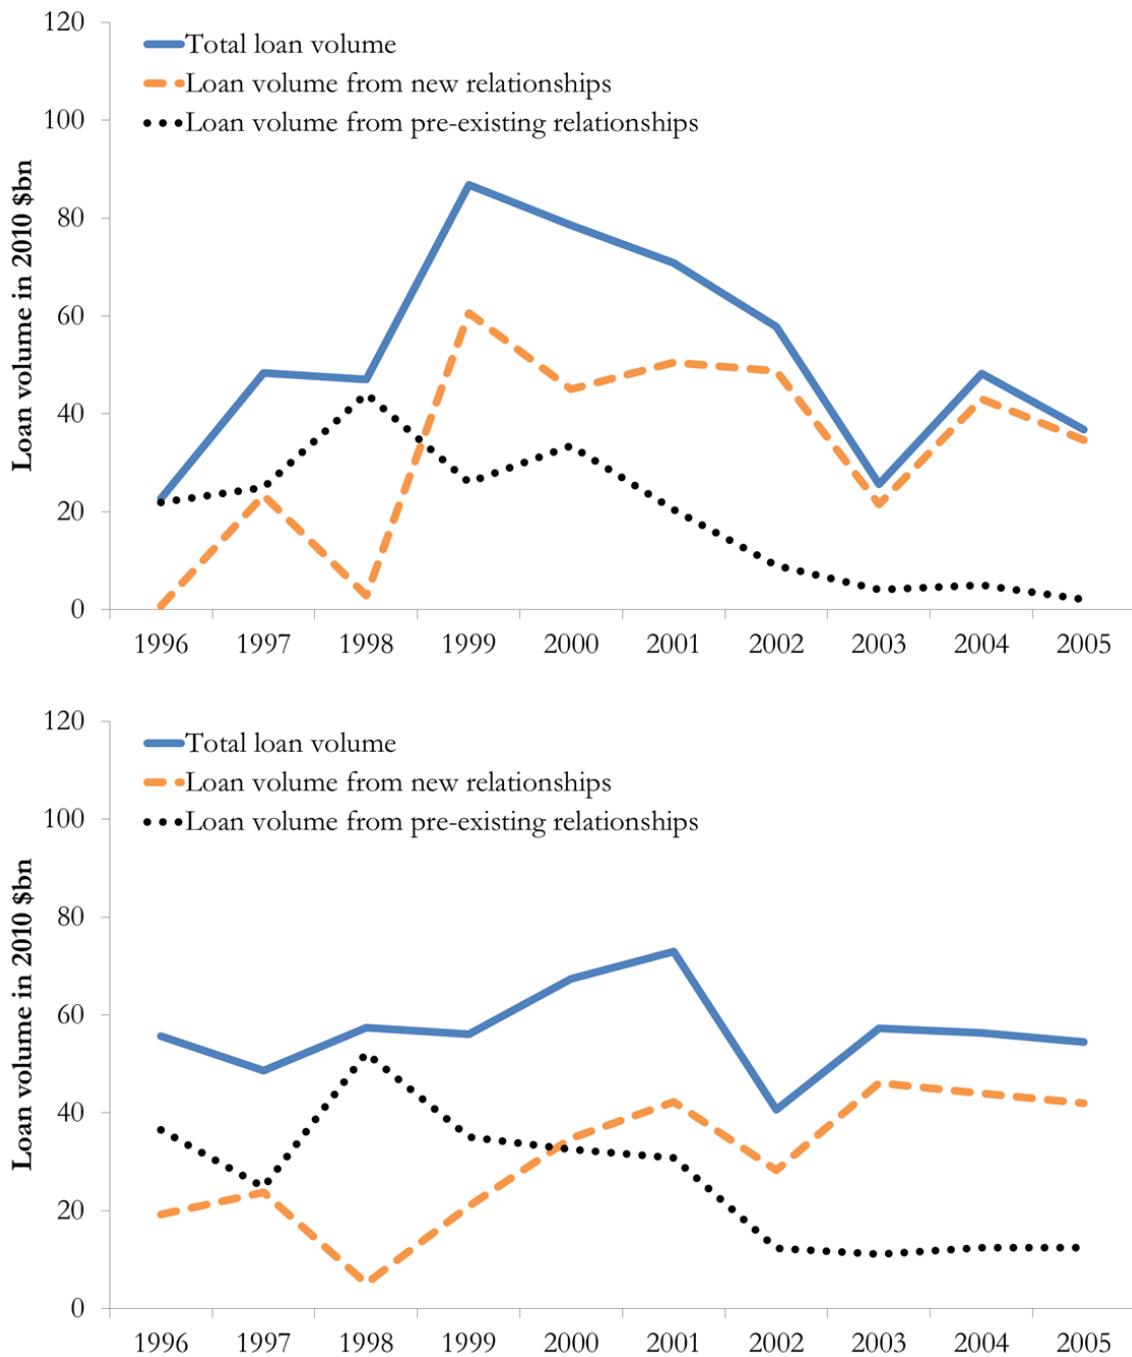 120
100
80
60
40
20
0
Loan volume in 2010 $bn
Total loan volume
Loan volume from new relationships
Loan volume from pre-existing relationships
1996 1997 1998 1999 2000 2001 2002 2003 2004 2005
120
100
80
60
40
20
0
Loan volume in 2010 $bn
Total loan volume
Loan volume from new relationships
Loan volume from pre-existing relationships
1996 1997 1998 1999 2000 2001 2002 2003 2004 2005